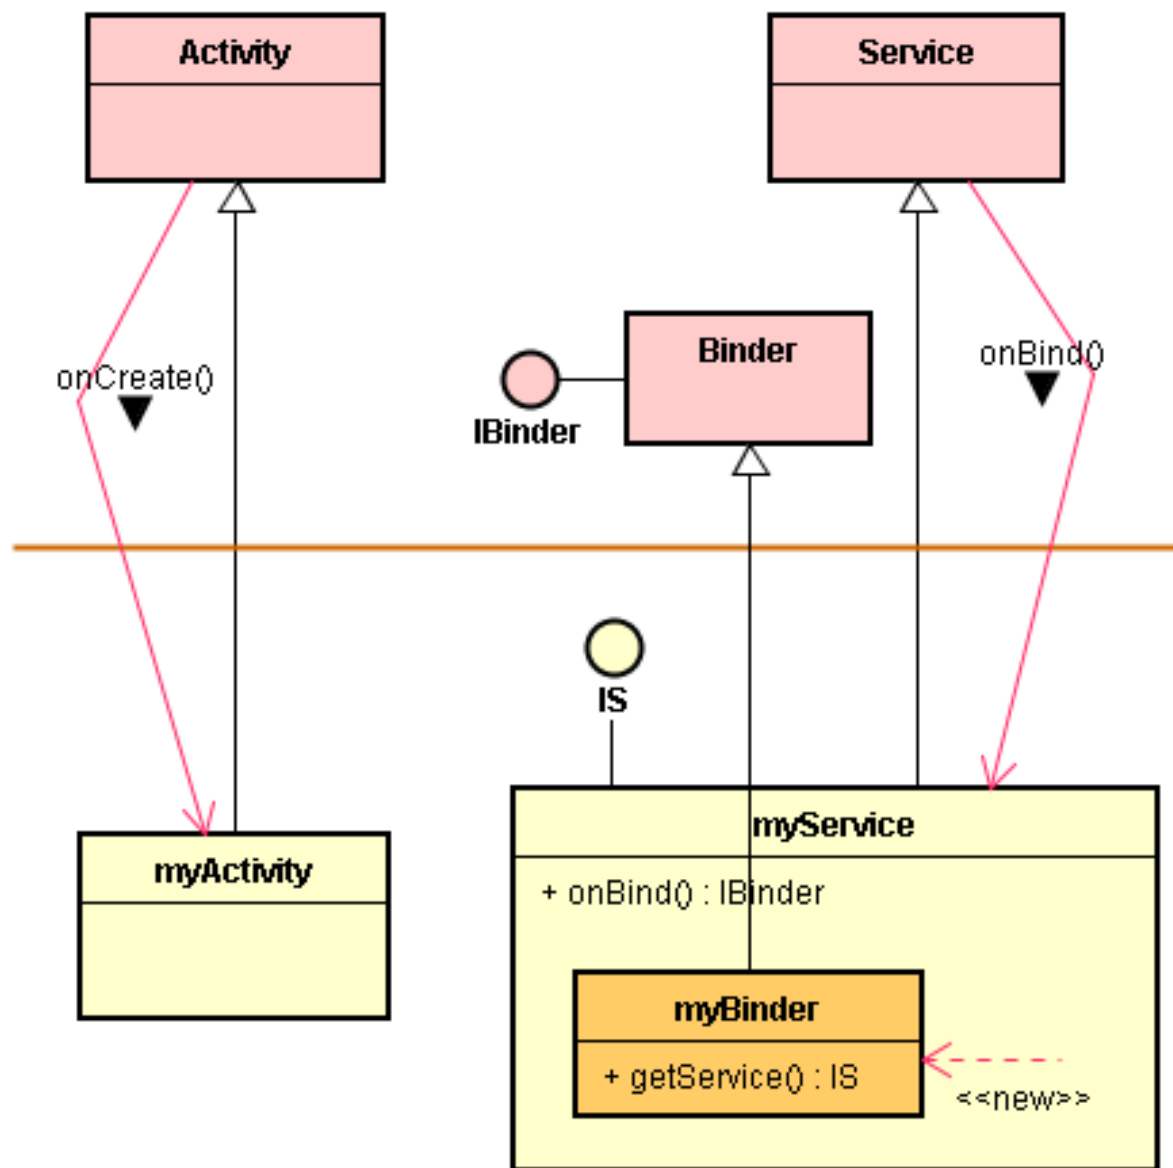 Activity
Service
Binder
onBind()
onCreate()
IBinder
IS
myService
myActivity
+ onBind() : IBinder
myBinder
+ getService() : IS
<<new>>